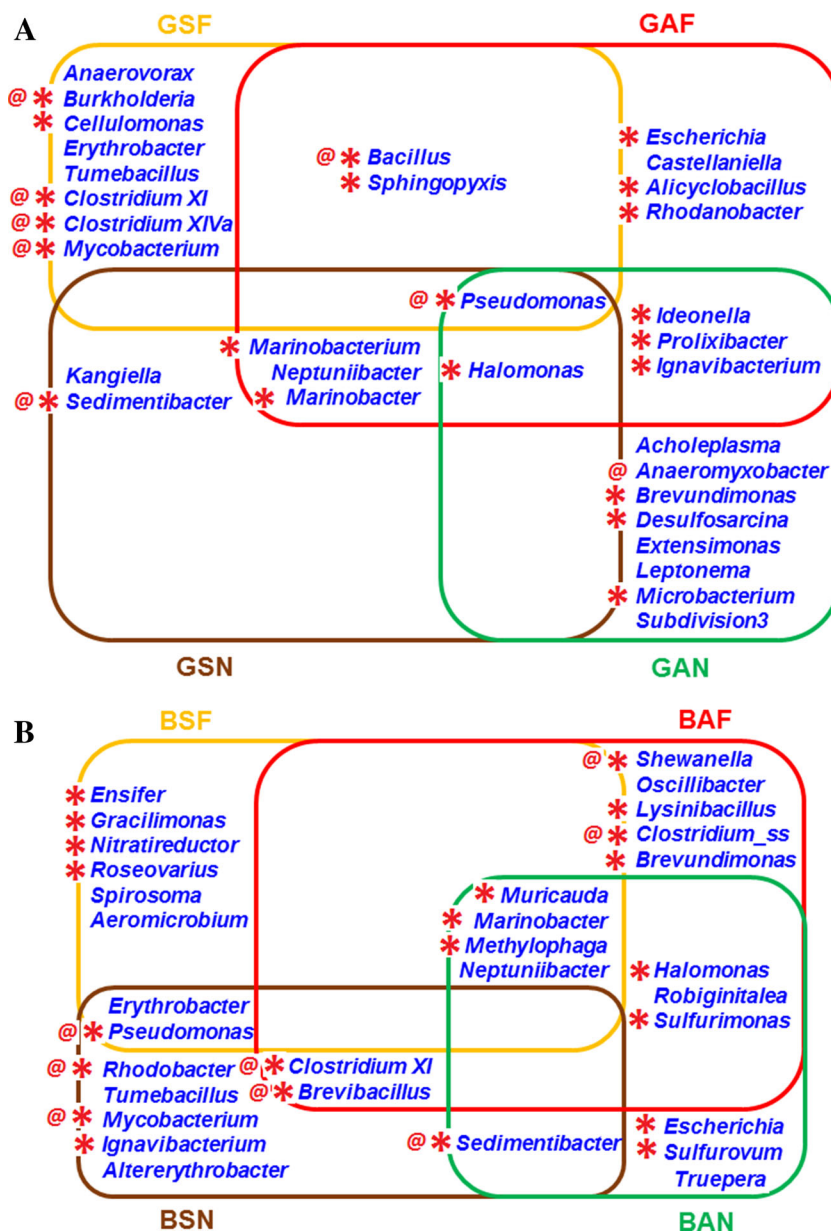 A
GSF
GAF
Anaerovorax
@ * Burkholderia
* Cellulomonas
Erythrobacter
Tumebacillus
@ * Clostridium XI
@ * Clostridium XIVa
@ * Mycobacterium
@ * Bacillus
* Sphingopyxis
* Escherichia
Castellaniella
* Alicyclobacillus
* Rhodanobacter
@ * Pseudomonas
* Ideonella
* Prolixibacter
* Ignavibacterium
* Marinobacterium
Neptuniibacter
* Marinobacter
* Halomonas
Kangiella
@ * Sedimentibacter
Acholeplasma
@ Anaeromyxobacter
* Brevundimonas
* Desulfosarcina
Extensimonas
Leptonema
* Microbacterium
Subdivision3
GSN
GAN
B
BSF
BAF
* Ensifer
* Gracilimonas
* Nitratireductor
* Roseovarius
Spirosoma
Aeromicrobium
@ * Shewanella
Oscillibacter
* Lysinibacillus
@ * Clostridium_ss
* Brevundimonas
* Muricauda
* Marinobacter
* Methylophaga
Neptuniibacter
* Halomonas
Robiginitalea
* Sulfurimonas
Erythrobacter
@ * Pseudomonas
@ * Rhodobacter
Tumebacillus
@ * Mycobacterium
* Ignavibacterium
Altererythrobacter
@ * Clostridium XI
@ * Brevibacillus
@ * Sedimentibacter
* Escherichia
* Sulfurovum
Truepera
BSN
BAN